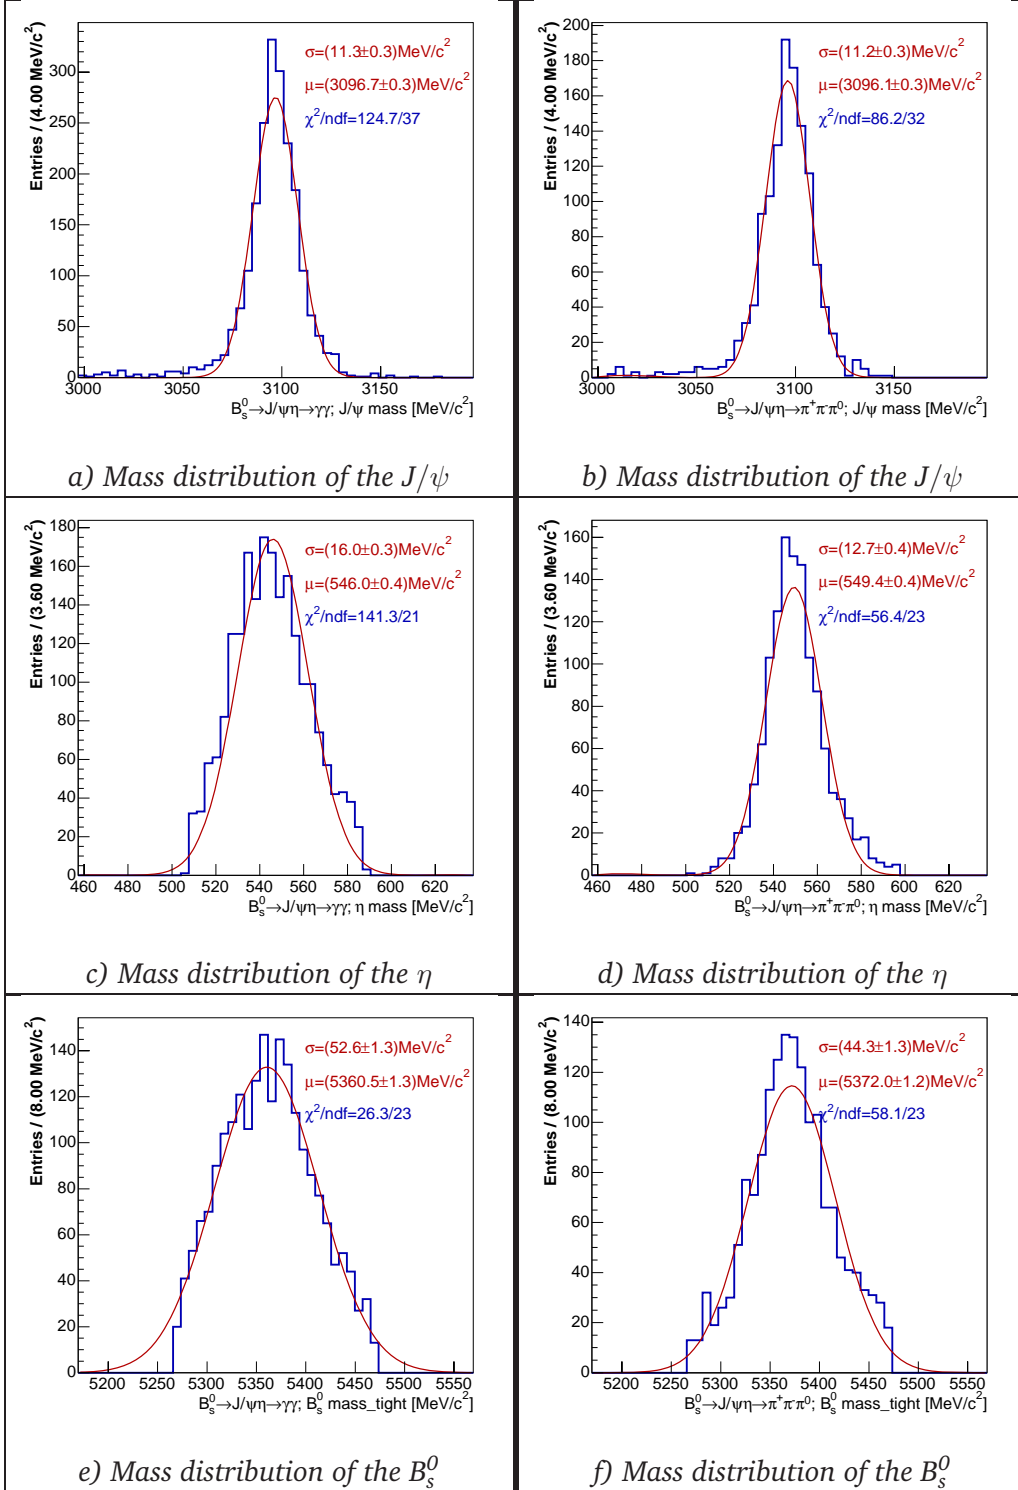 Entries / (4.00 MeV/c²)
300
250
200
150
100
50
0
σ=(11.3±0.3)MeV/c²
μ=(3096.7±0.3)MeV/c²
χ²/ndf=124.7/37
3000 3050 3100 3150
B⁰ₛ→J/ψη→γγ; J/ψ mass [MeV/c²]
a) Mass distribution of the J/ψ
Entries / (4.00 MeV/c²)
200
180
160
140
120
100
80
60
40
20
0
σ=(11.2±0.3)MeV/c²
μ=(3096.1±0.3)MeV/c²
χ²/ndf=86.2/32
3000 3050 3100 3150
B⁰ₛ→J/ψη→π⁺π⁻π⁰; J/ψ mass [MeV/c²]
b) Mass distribution of the J/ψ
Entries / (3.60 MeV/c²)
180
160
140
120
100
80
60
40
20
0
σ=(16.0±0.3)MeV/c²
μ=(546.0±0.4)MeV/c²
χ²/ndf=141.3/21
460 480 500 520 540 560 580 600 620
B⁰ₛ→J/ψη→γγ; η mass [MeV/c²]
c) Mass distribution of the η
Entries / (3.60 MeV/c²)
160
140
120
100
80
60
40
20
0
σ=(12.7±0.4)MeV/c²
μ=(549.4±0.4)MeV/c²
χ²/ndf=56.4/23
460 480 500 520 540 560 580 600 620
B⁰ₛ→J/ψη→π⁺π⁻π⁰; η mass [MeV/c²]
d) Mass distribution of the η
Entries / (8.00 MeV/c²)
140
120
100
80
60
40
20
0
σ=(52.6±1.3)MeV/c²
μ=(5360.5±1.3)MeV/c²
χ²/ndf=26.3/23
5200 5250 5300 5350 5400 5450 5500 5550
B⁰ₛ→J/ψη→γγ; B⁰ₛ mass_tight [MeV/c²]
e) Mass distribution of the B⁰ₛ
Entries / (8.00 MeV/c²)
140
120
100
80
60
40
20
0
σ=(44.3±1.3)MeV/c²
μ=(5372.0±1.2)MeV/c²
χ²/ndf=58.1/23
5200 5250 5300 5350 5400 5450 5500 5550
B⁰ₛ→J/ψη→π⁺π⁻π⁰; B⁰ₛ mass_tight [MeV/c²]
f) Mass distribution of the B⁰ₛ